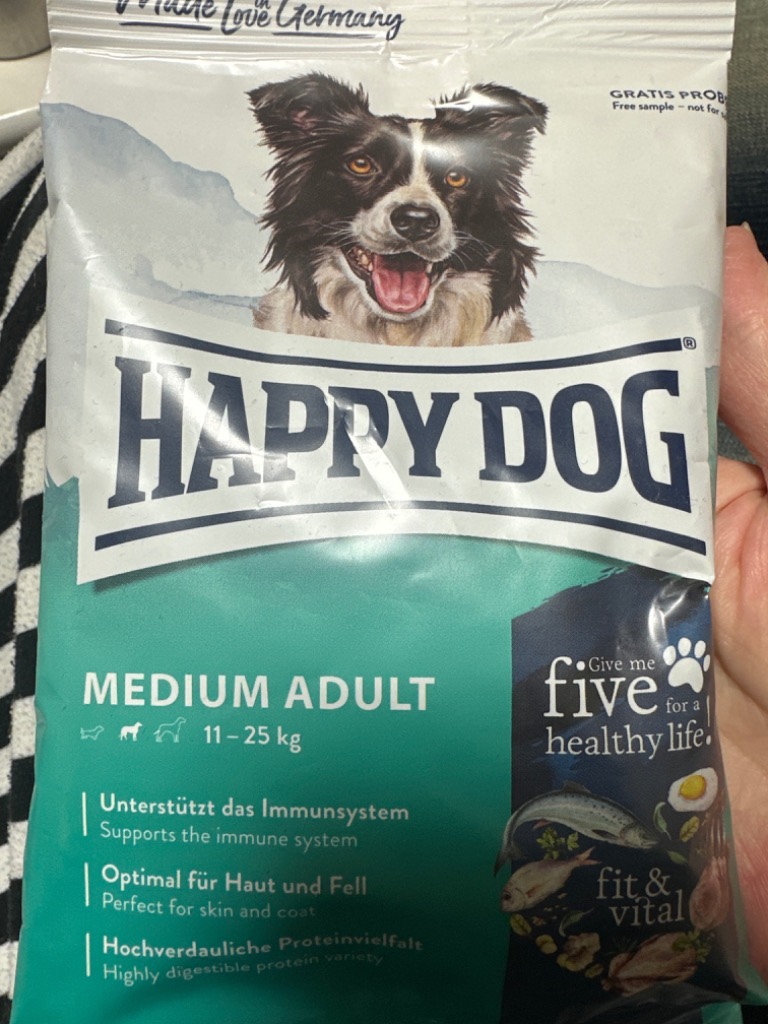 Made in Love Germany
GRATIS
Free sample – not for
HAPPY DOG®
MEDIUM ADULT
11 – 25 kg
Unterstützt das Immunsystem
Supports the immune system
Optimal für Haut und Fell
Perfect for skin and coat
Hochverdauliche Proteinvielfalt
Highly digestible protein variety
Give me
five
for a
healthy life!
fit &
vital